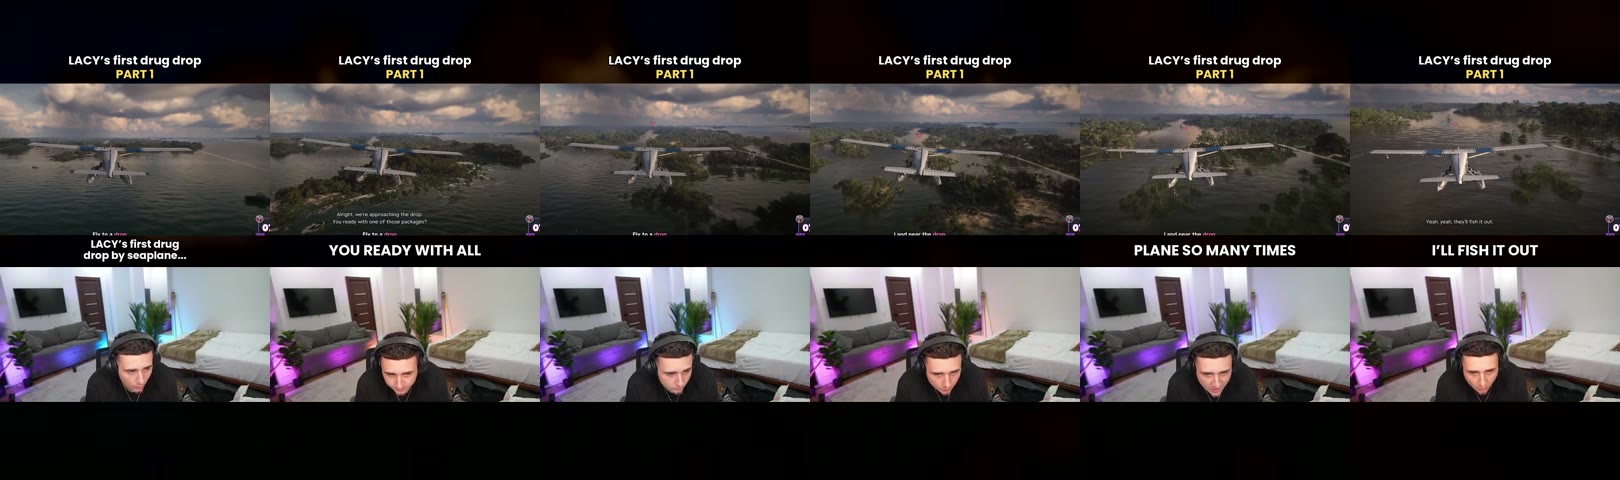 LACY's first drug drop
PART 1
Fly to a drop
LACY's first drug
drop by seaplane...
LACY's first drug drop
PART 1
Alright, we're approaching the drop.
You ready with one of those packages?
Fly to a drop
YOU READY WITH ALL
LACY's first drug drop
PART 1
Fly to a drop
LACY's first drug drop
PART 1
Land near the drop
LACY's first drug drop
PART 1
Land near the drop
PLANE SO MANY TIMES
LACY's first drug drop
PART 1
Yeah, yeah, they'll fish it out.
I'LL FISH IT OUT